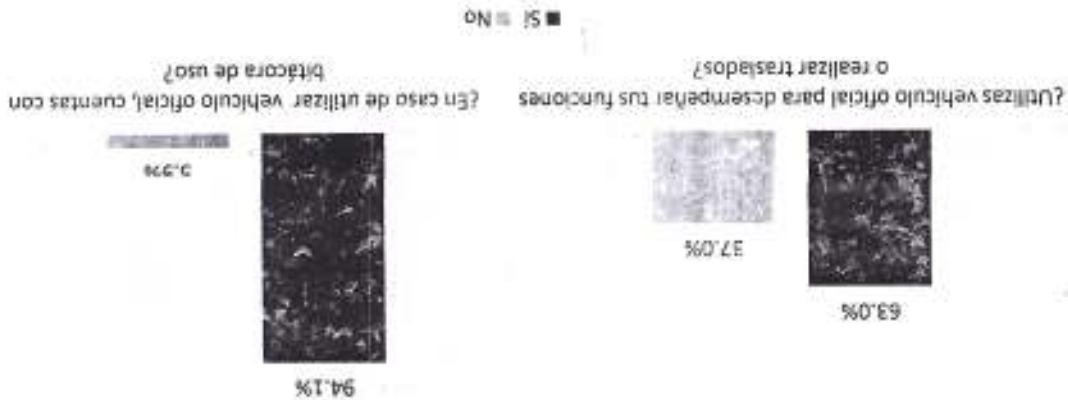 94.1%
63.0%
37.0%
5.9%
¿Utilizas vehículo oficial para desempeñar tus funciones
o realizar traslados?
¿En caso de utilizar vehículo oficial, cuentas con
bitácora de uso?
Sí No